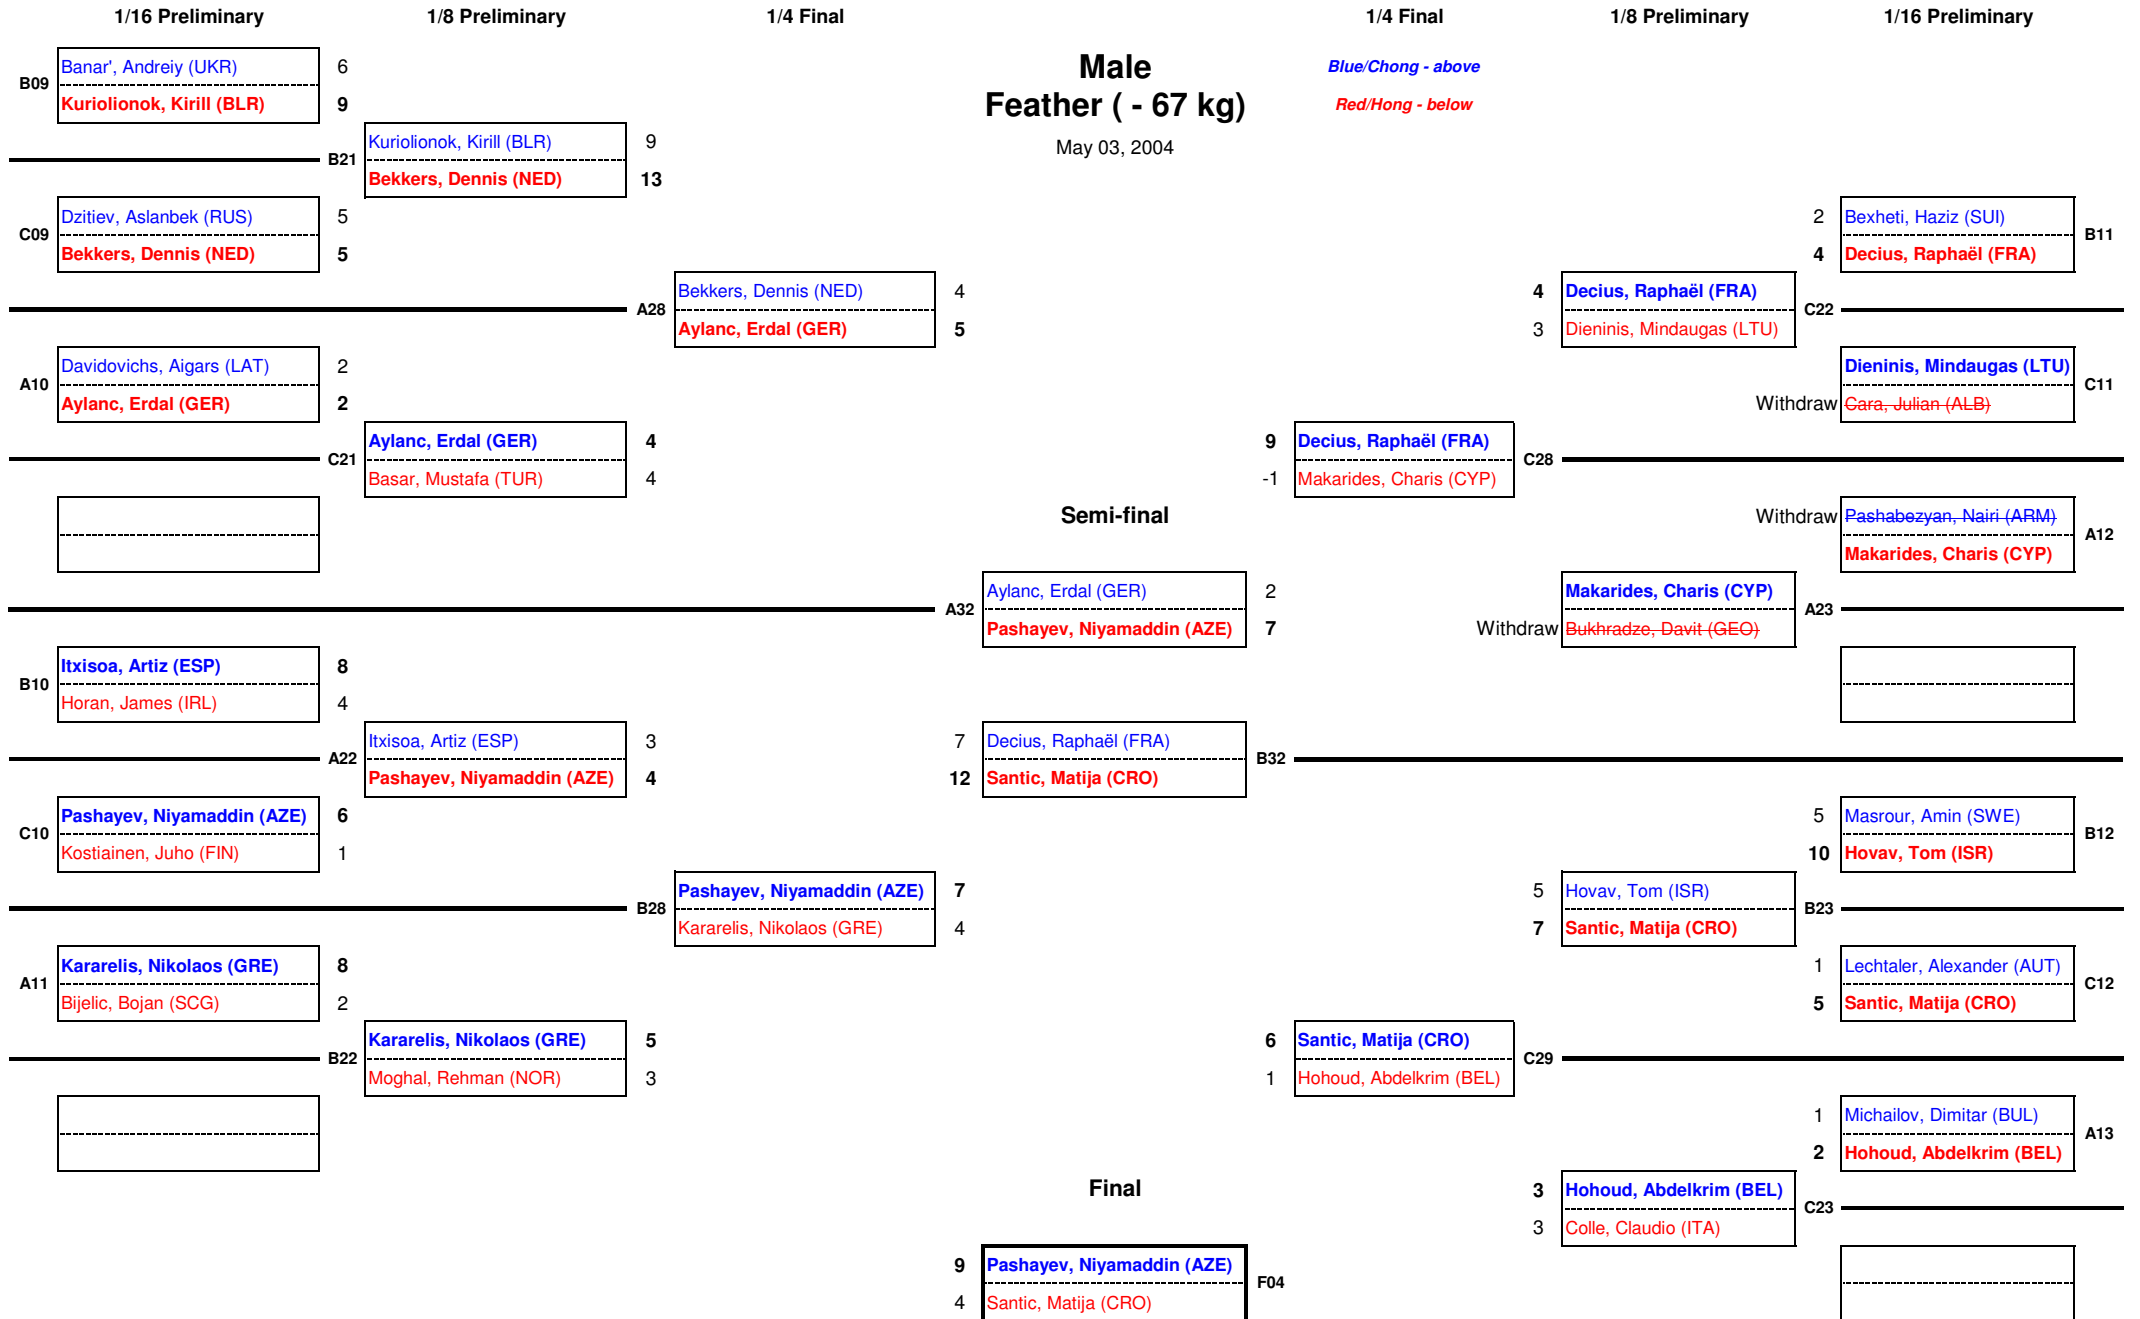 1/16 Preliminary 1/8 Preliminary 1/4 Final 1/4 Final 1/8 Preliminary 1/16 Preliminary
Male
Feather ( - 67 kg)
May 03, 2004
Blue/Chong - above
Red/Hong - below
B09
Banar', Andreiy (UKR) 6
Kuriolionok, Kirill (BLR) 9
B21
Kuriolionok, Kirill (BLR) 9
Bekkers, Dennis (NED) 13
C09
Dzitiev, Aslanbek (RUS) 5
Bekkers, Dennis (NED) 5
A28
Bekkers, Dennis (NED) 4
Aylanc, Erdal (GER) 5
A10
Davidovichs, Aigars (LAT) 2
Aylanc, Erdal (GER) 2
C21
Aylanc, Erdal (GER) 4
Basar, Mustafa (TUR) 4
B10
Itxisoa, Artiz (ESP) 8
Horan, James (IRL) 4
A22
Itxisoa, Artiz (ESP) 3
Pashayev, Niyamaddin (AZE) 4
C10
Pashayev, Niyamaddin (AZE) 6
Kostiainen, Juho (FIN) 1
B28
Pashayev, Niyamaddin (AZE) 7
Kararelis, Nikolaos (GRE) 4
A11
Kararelis, Nikolaos (GRE) 8
Bijelic, Bojan (SCG) 2
B22
Kararelis, Nikolaos (GRE) 5
Moghal, Rehman (NOR) 3
Semi-final
A32
Aylanc, Erdal (GER) 2
Pashayev, Niyamaddin (AZE) 7
7 Decius, Raphaël (FRA)
12 Santic, Matija (CRO)
B32
Final
9 Pashayev, Niyamaddin (AZE)
4 Santic, Matija (CRO)
F04
2 Bexheti, Haziz (SUI)
4 Decius, Raphaël (FRA)
B11
4 Decius, Raphaël (FRA)
3 Dieninis, Mindaugas (LTU)
C22
Dieninis, Mindaugas (LTU)
Withdraw Cara, Julian (ALB)
C11
9 Decius, Raphaël (FRA)
-1 Makarides, Charis (CYP)
C28
Withdraw Pashabezyan, Nairi (ARM)
Makarides, Charis (CYP)
A12
Makarides, Charis (CYP)
Withdraw Bukhradze, Davit (GEO)
A23
5 Masrour, Amin (SWE)
10 Hovav, Tom (ISR)
B12
5 Hovav, Tom (ISR)
7 Santic, Matija (CRO)
B23
1 Lechtaler, Alexander (AUT)
5 Santic, Matija (CRO)
C12
6 Santic, Matija (CRO)
1 Hohoud, Abdelkrim (BEL)
C29
1 Michailov, Dimitar (BUL)
2 Hohoud, Abdelkrim (BEL)
A13
3 Hohoud, Abdelkrim (BEL)
3 Colle, Claudio (ITA)
C23